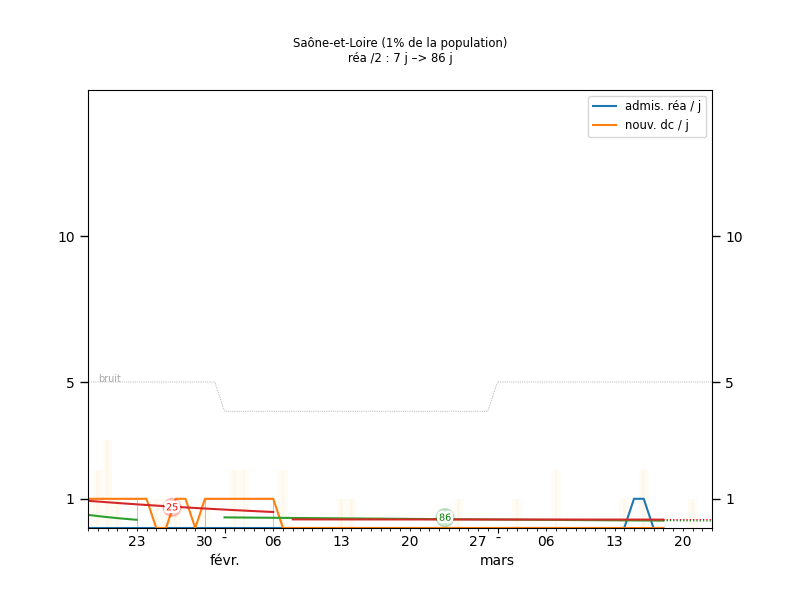 Saône-et-Loire (1% de la population)
réa /2 : 7 j –> 86 j
admis. réa / j
nouv. dc / j
10 10
bruit
5 5
25
86
1 1
23 30 - 06 13 20 27 - 06 13 20
févr. mars